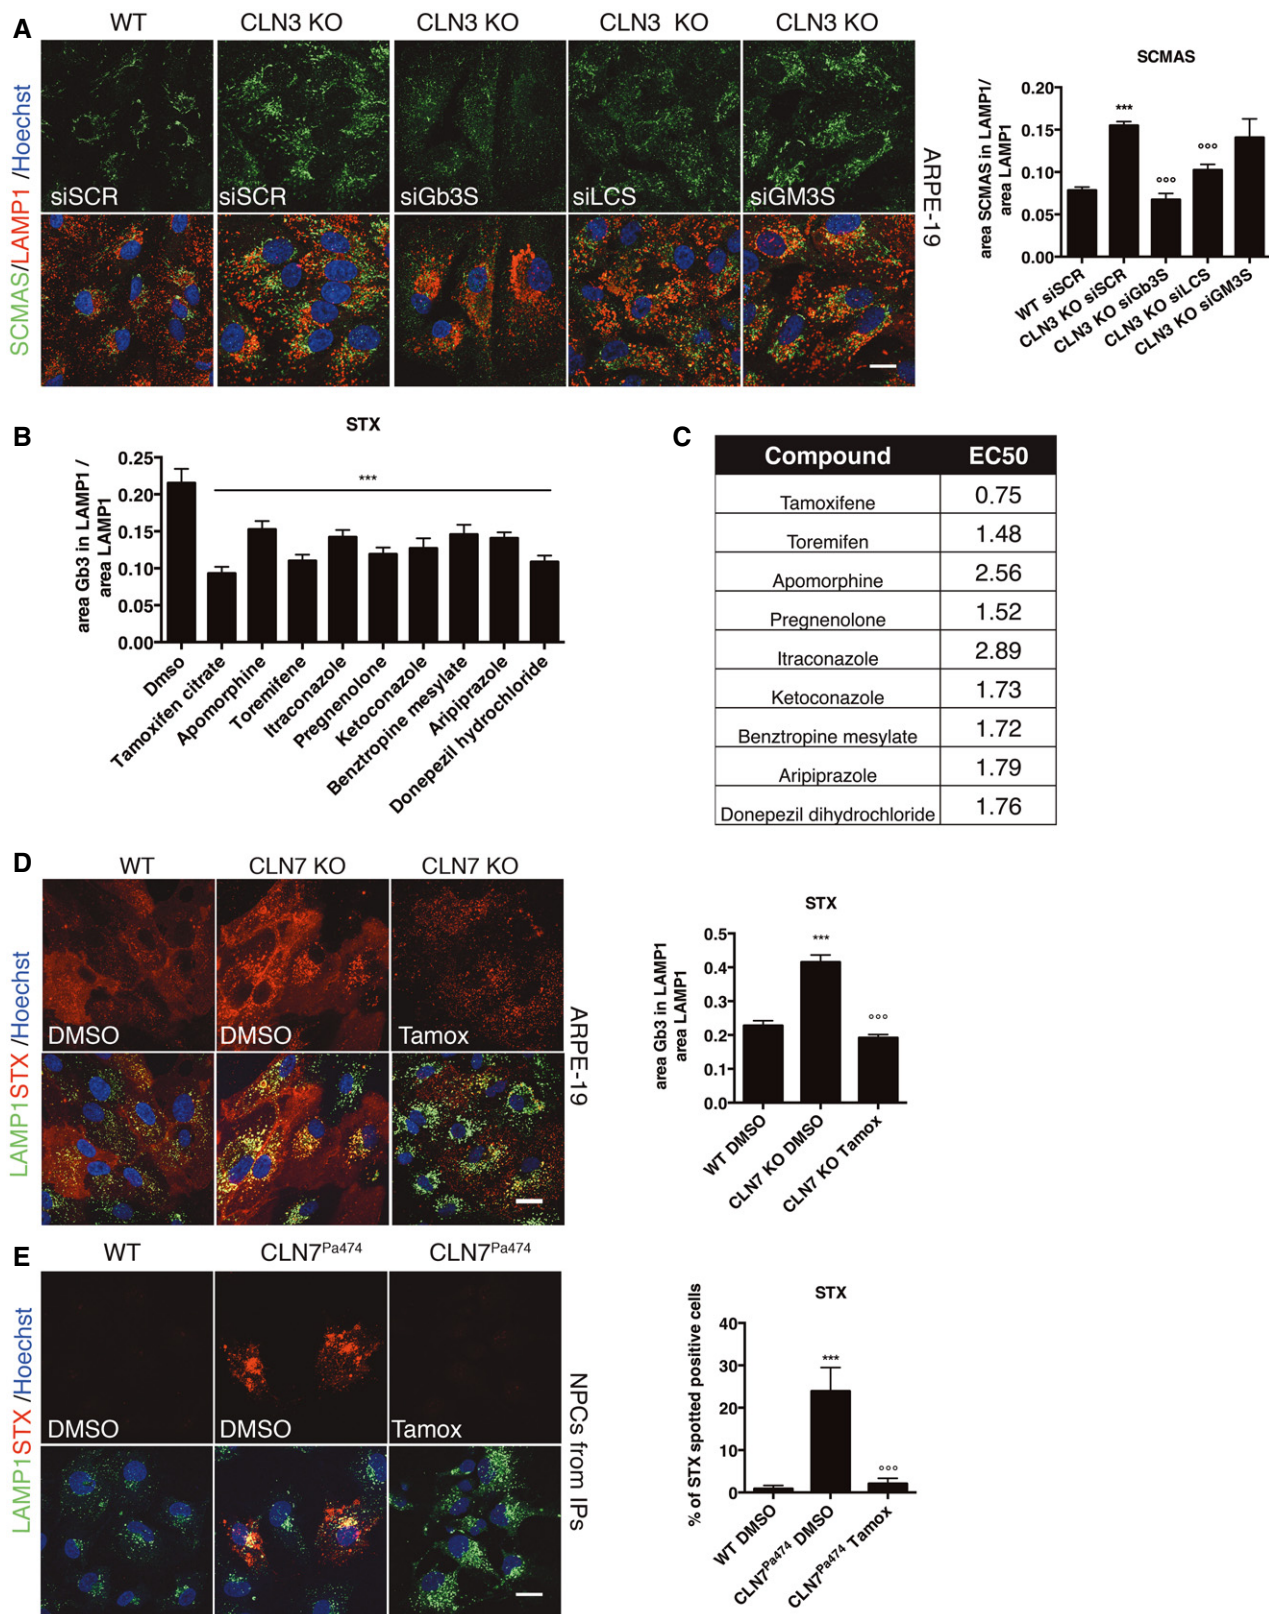 A
WT
CLN3 KO
CLN3 KO
CLN3 KO
CLN3 KO
SCMAS/LAMP1 /Hoechst
siSCR
siSCR
siGb3S
siLCS
siGM3S
ARPE-19
SCMAS
area SCMAS in LAMP1/
area LAMP1
0.20
0.15
0.10
0.05
0.00
***
°°°
°°°
WT siSCR
CLN3 KO siSCR
CLN3 KO siGb3S
CLN3 KO siLCS
CLN3 KO siGM3S
B
STX
area Gb3 in LAMP1 /
area LAMP1
0.25
0.20
0.15
0.10
0.05
0.00
***
Dmso
Tamoxifen citrate
Apomorphine
Toremifene
Itraconazole
Pregnenolone
Ketoconazole
Benztropine mesylate
Aripiprazole
Donepezil hydrochloride
C
Compound EC50
Tamoxifene 0.75
Toremifen 1.48
Apomorphine 2.56
Pregnenolone 1.52
Itraconazole 2.89
Ketoconazole 1.73
Benztropine mesylate 1.72
Aripiprazole 1.79
Donepezil dihydrochloride 1.76
D
WT
CLN7 KO
CLN7 KO
LAMP1STX /Hoechst
DMSO
DMSO
Tamox
ARPE-19
STX
area Gb3 in LAMP1
area LAMP1
0.5
0.4
0.3
0.2
0.1
0.0
***
°°°
WT DMSO
CLN7 KO DMSO
CLN7 KO Tamox
E
WT
CLN7Pa474
CLN7Pa474
LAMP1STX /Hoechst
DMSO
DMSO
Tamox
NPCs from IPs
STX
% of STX spotted positive cells
40
30
20
10
0
***
°°°
WT DMSO
CLN7Pa474 DMSO
CLN7Pa474 Tamox